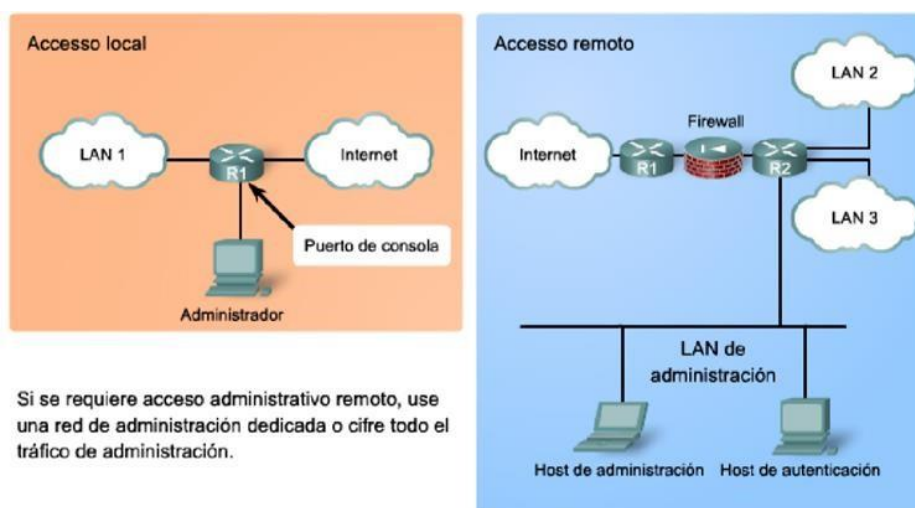 Accesso local
LAN 1
R1
Internet
Puerto de consola
Administrador
Si se requiere acceso administrativo remoto, use
una red de administración dedicada o cifre todo el
tráfico de administración.
Accesso remoto
LAN 2
Firewall
Internet
R1
R2
LAN 3
LAN de
administración
Host de administración
Host de autenticación